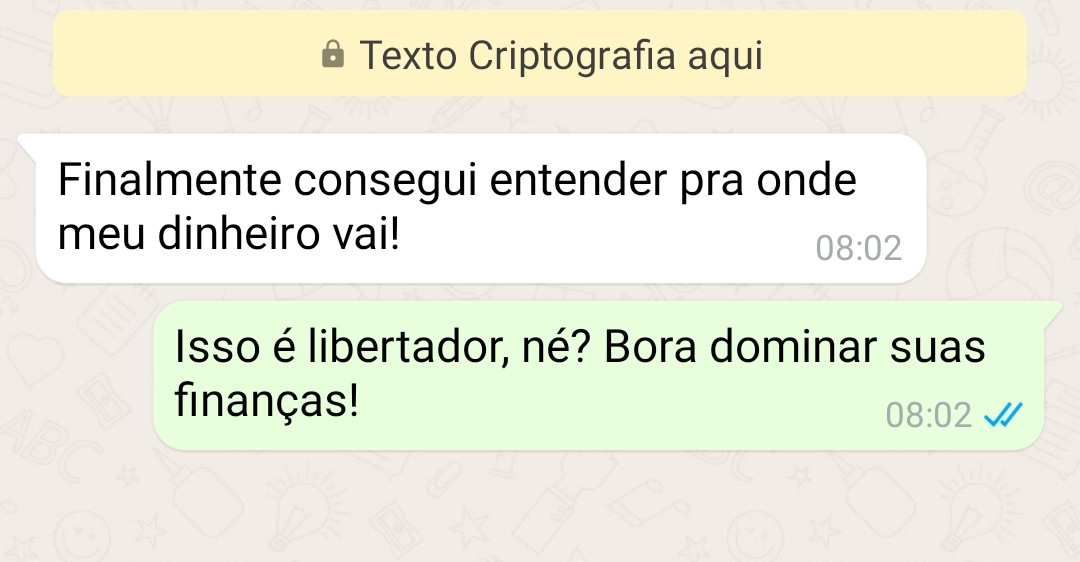 Texto Criptografia aqui
Finalmente consegui entender pra onde
meu dinheiro vai!
08:02
Isso é libertador, né? Bora dominar suas
finanças!
08:02